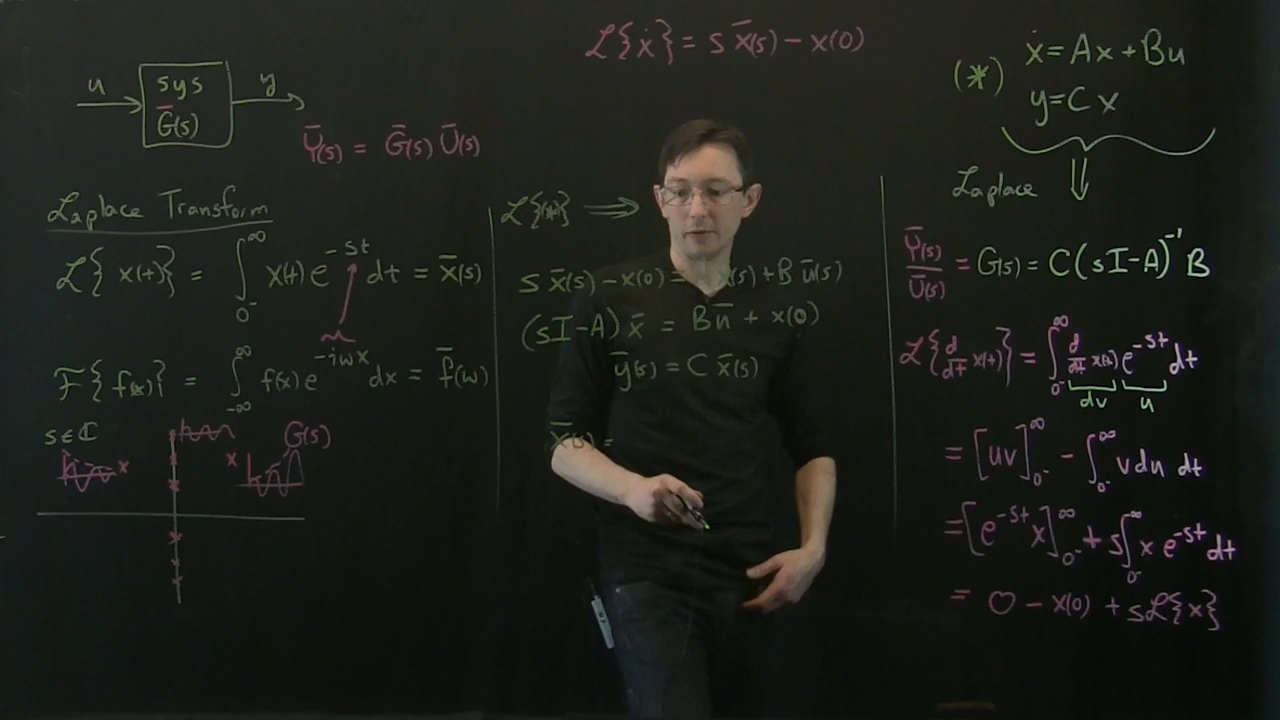 u sys y
G̅(s)
Y̅(s) = G̅(s) U̅(s)
Laplace Transform
ℒ{x(t)} = ∫₀₋^∞ x(t) e^{-st} dt = x̅(s)
ℱ{f(x)} = ∫_{-∞}^∞ f(x) e^{-iωx} dx = f̅(ω)
s∈ℂ
x x G(s)
ℒ{ẋ} = s x̅(s) - x(0)
ℒ{(*)} ⟹
s x̅(s) - x(0) = x̅(s) + B u̅(s)
(sI-A) x̅ = B u̅ + x(0)
y̅(s) = C x̅(s)
x̅(s) =
(*) ẋ = Ax + Bu
y = Cx
Laplace ⇓
Y̅(s)/U̅(s) = G(s) = C(sI-A)⁻¹ B
ℒ{d/dt x(t)} = ∫₀₋^∞ d/dt x(t) e^{-st} dt
dv u
= [uv]₀₋^∞ - ∫₀₋^∞ v du dt
= [e^{-st} x]₀₋^∞ + s∫₀₋^∞ x e^{-st} dt
= 0 - x(0) + sℒ{x}